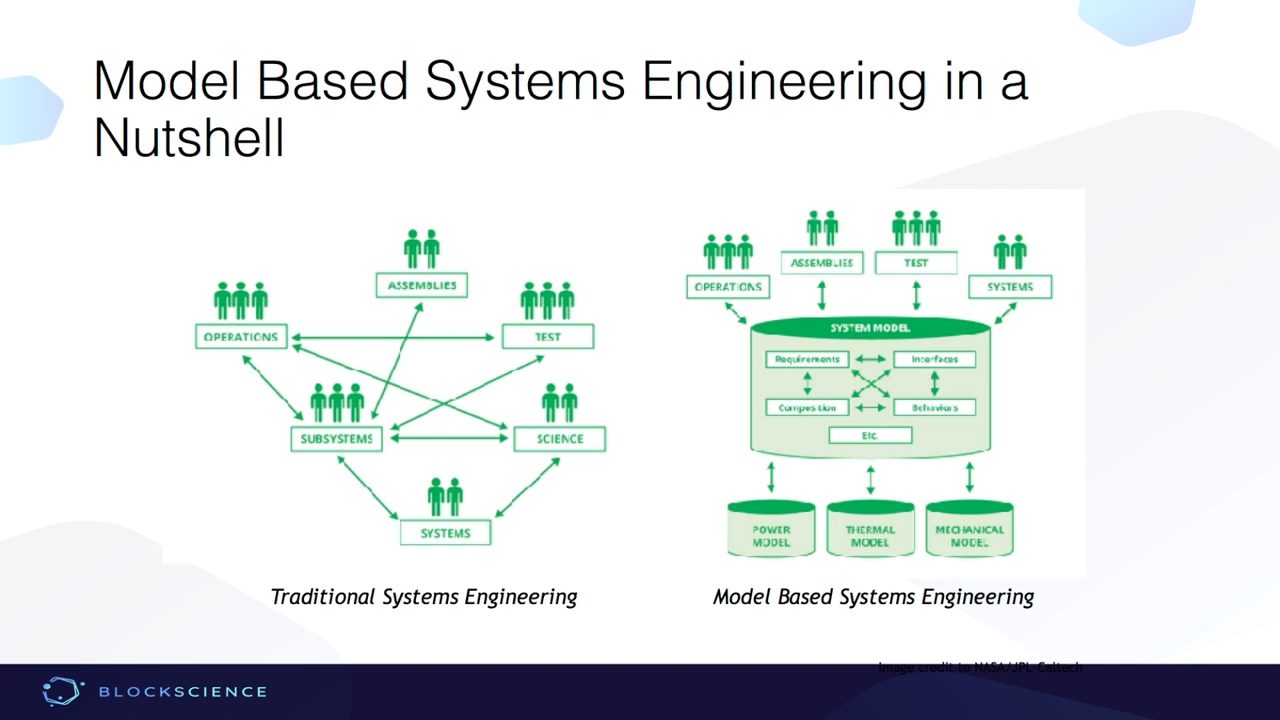 Model Based Systems Engineering in a
Nutshell
ASSEMBLIES
OPERATIONS
TEST
SUBSYSTEMS
SCIENCE
SYSTEMS
Traditional Systems Engineering
OPERATIONS
ASSEMBLIES
TEST
SYSTEMS
SYSTEM MODEL
Requirements
Interfaces
Composition
Behaviors
Etc.
POWER
MODEL
THERMAL
MODEL
MECHANICAL
MODEL
Model Based Systems Engineering
Image credit to NASA/JPL-Caltech
BLOCKSCIENCE